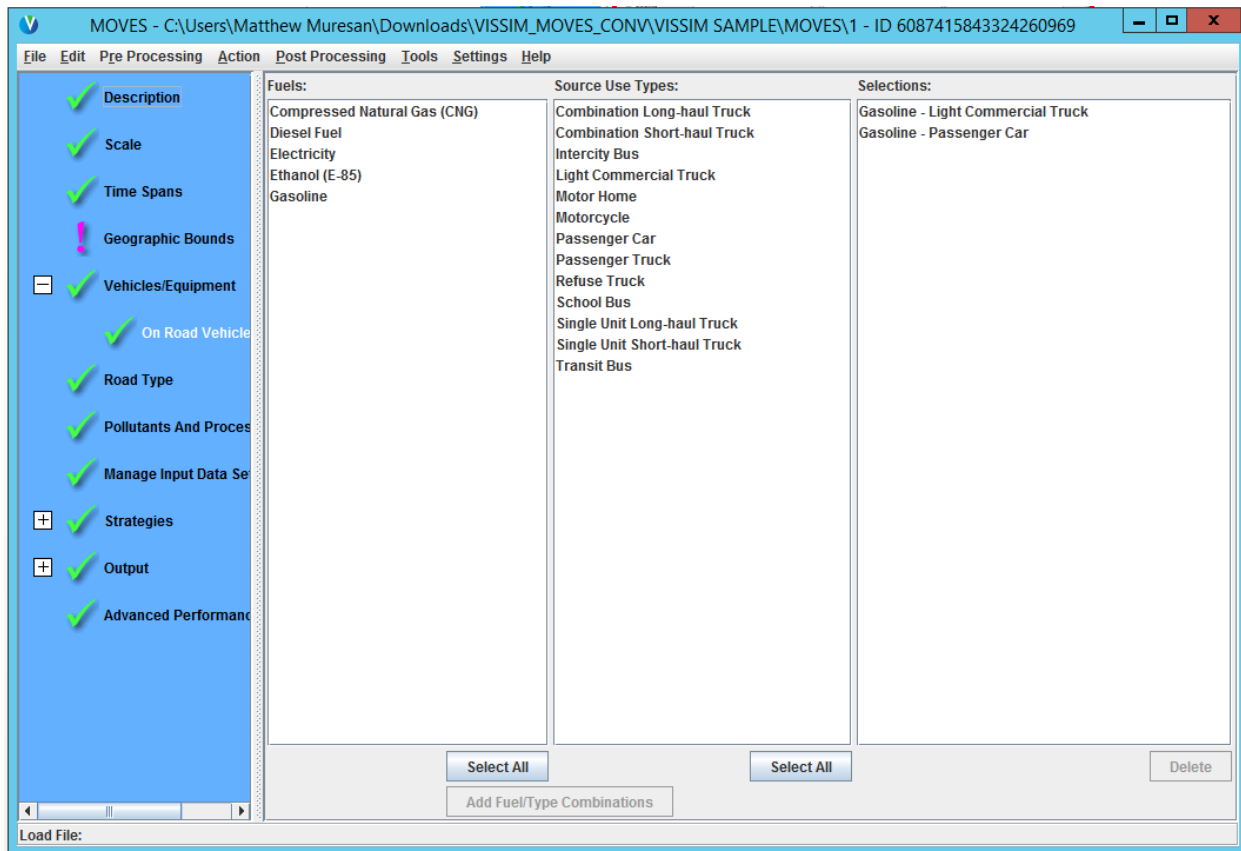 MOVES - C:\Users\Matthew Muresan\Downloads\VISSIM_MOVES_CONV\VISSIM SAMPLE\MOVES\1 - ID 6087415843324260969
File Edit Pre Processing Action Post Processing Tools Settings Help
Description
Scale
Time Spans
Geographic Bounds
Vehicles/Equipment
On Road Vehicle
Road Type
Pollutants And Proces
Manage Input Data Se
Strategies
Output
Advanced Performanc
Fuels:
Compressed Natural Gas (CNG)
Diesel Fuel
Electricity
Ethanol (E-85)
Gasoline
Select All
Add Fuel/Type Combinations
Source Use Types:
Combination Long-haul Truck
Combination Short-haul Truck
Intercity Bus
Light Commercial Truck
Motor Home
Motorcycle
Passenger Car
Passenger Truck
Refuse Truck
School Bus
Single Unit Long-haul Truck
Single Unit Short-haul Truck
Transit Bus
Select All
Selections:
Gasoline - Light Commercial Truck
Gasoline - Passenger Car
Delete
Load File: